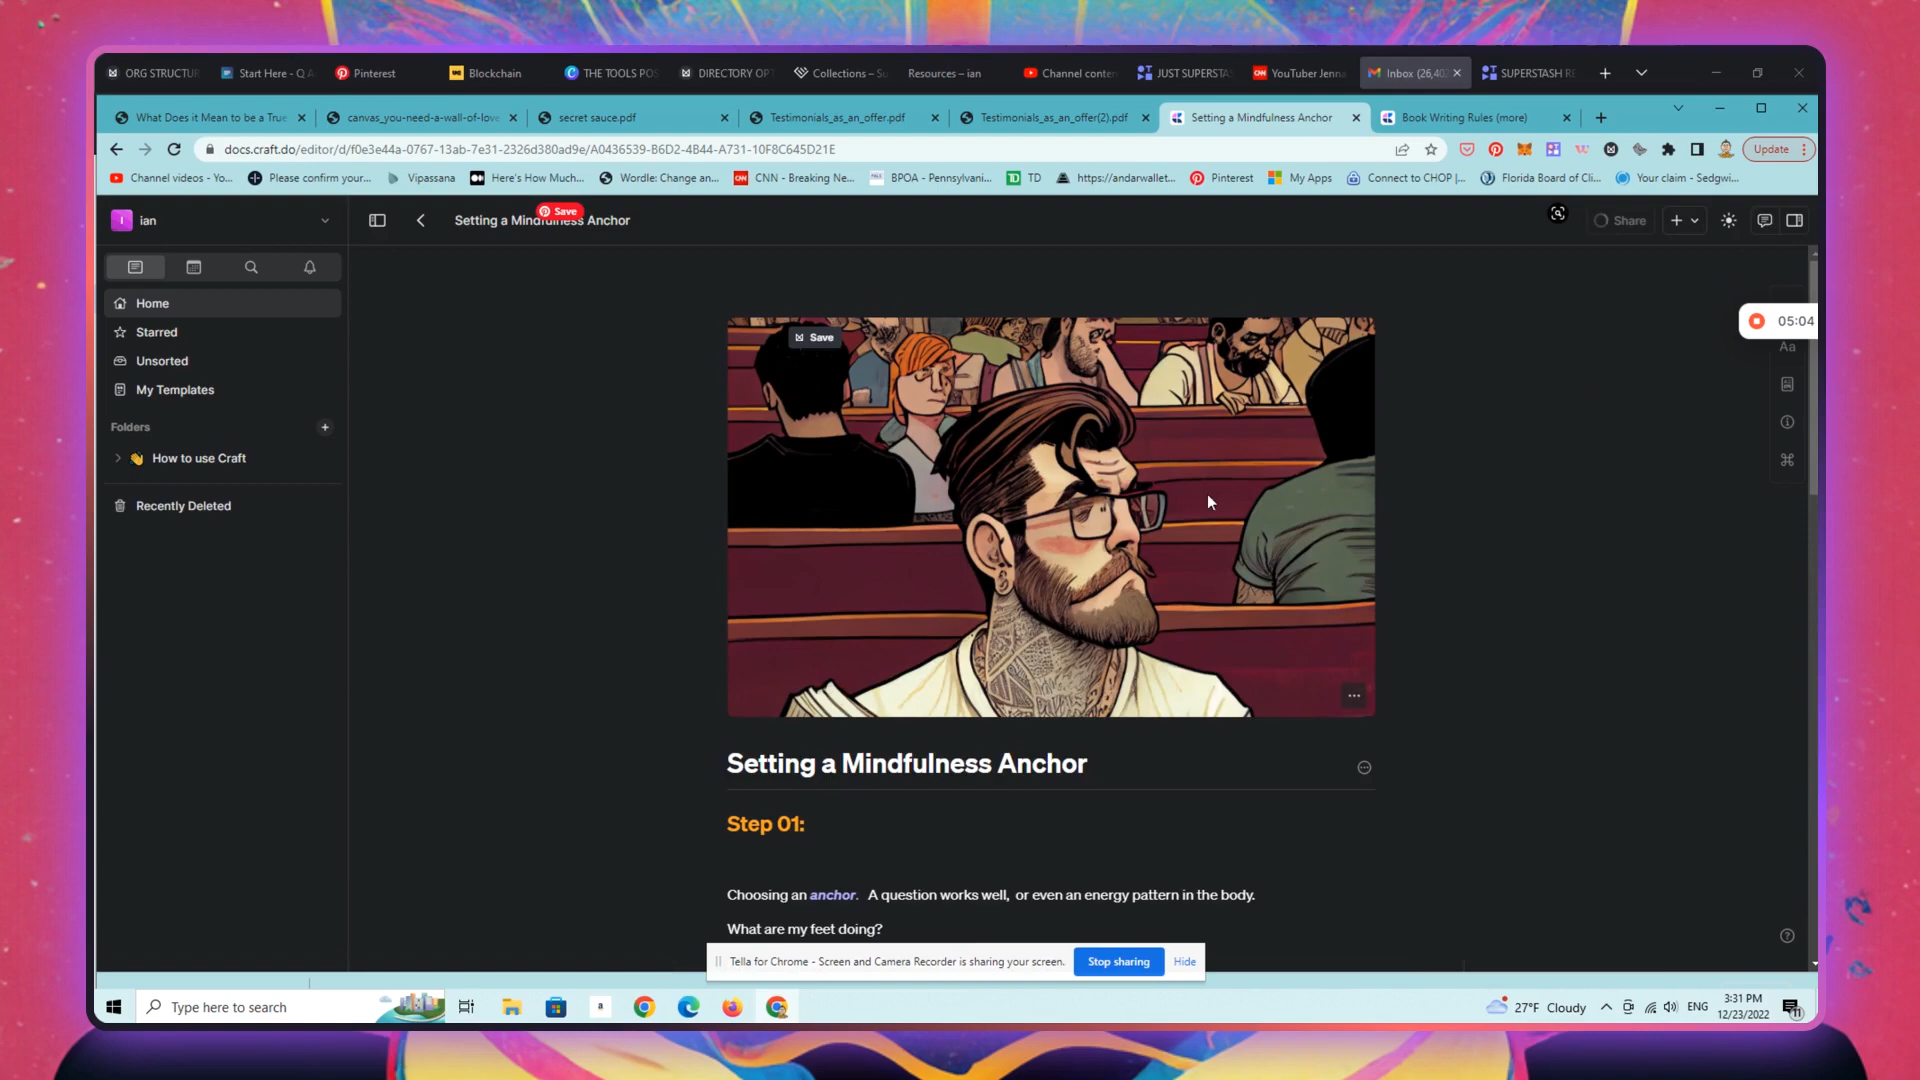 ORG STRUCTUR
Start Here - Q A
Pinterest
Blockchain
THE TOOLS POS
DIRECTORY OPT
Collections – Su
Resources – ian
Channel conten
JUST SUPERSTA
YouTuber Jenna
Inbox (26,402
SUPERSTASH RE
What Does it Mean to be a True
canvas_you-need-a-wall-of-love
secret sauce.pdf
Testimonials_as_an_offer.pdf
Testimonials_as_an_offer(2).pdf
Setting a Mindfulness Anchor
Book Writing Rules (more)
docs.craft.do/editor/d/f0e3e44a-0767-13ab-7e31-2326d380ad9e/A0436539-B6D2-4B44-A731-10F8C645D21E
Update
Channel videos - Yo...
Please confirm your...
Vipassana
Here's How Much...
Wordle: Change an...
CNN - Breaking Ne...
BPOA - Pennsylvani...
TD
https://andarwallet...
Pinterest
My Apps
Connect to CHOP |...
Florida Board of Cli...
Your claim - Sedgwi...
ian
Setting a Mindfulness Anchor
Save
Share
Home
Starred
Unsorted
My Templates
Folders
How to use Craft
Recently Deleted
Save
05:04
Aa
Setting a Mindfulness Anchor
Step 01:
Choosing an anchor. A question works well, or even an energy pattern in the body.
What are my feet doing?
Tella for Chrome - Screen and Camera Recorder is sharing your screen.
Stop sharing
Hide
Type here to search
a
27°F Cloudy
ENG
3:31 PM
12/23/2022
11